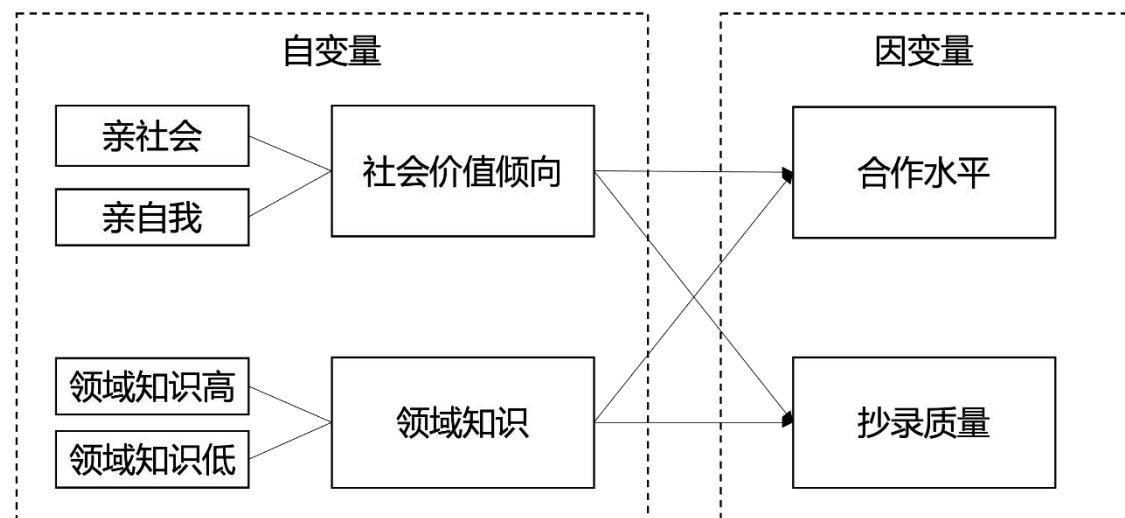 自变量
因变量
亲社会
亲自我
社会价值倾向
合作水平
领域知识高
领域知识低
领域知识
抄录质量